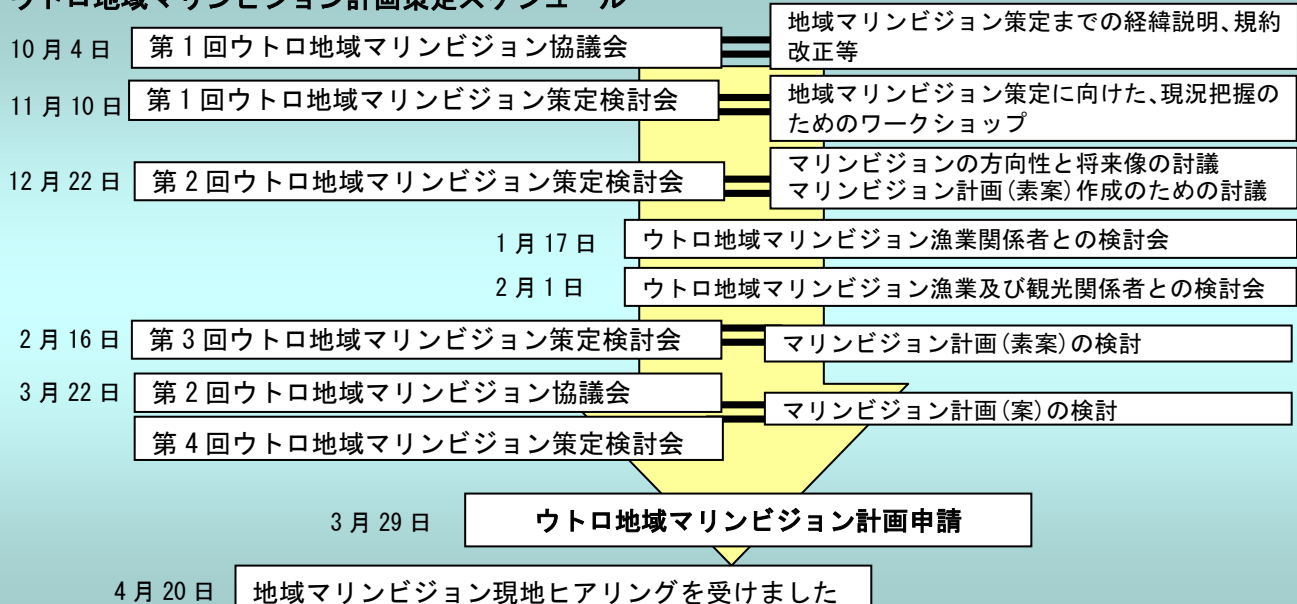 ウトロ地域マリンビジョン計画策定スケジュール
10月4日 第1回ウトロ地域マリンビジョン協議会
地域マリンビジョン策定までの経緯説明、規約
改正等
11月10日 第1回ウトロ地域マリンビジョン策定検討会
地域マリンビジョン策定に向けた、現況把握の
ためのワークショップ
12月22日 第2回ウトロ地域マリンビジョン策定検討会
マリンビジョンの方向性と将来像の討議
マリンビジョン計画(素案)作成のための討議
1月17日 ウトロ地域マリンビジョン漁業関係者との検討会
2月1日 ウトロ地域マリンビジョン漁業及び観光関係者との検討会
2月16日 第3回ウトロ地域マリンビジョン策定検討会
マリンビジョン計画(素案)の検討
3月22日 第2回ウトロ地域マリンビジョン協議会
第4回ウトロ地域マリンビジョン策定検討会
マリンビジョン計画(案)の検討
3月29日 ウトロ地域マリンビジョン計画申請
4月20日 地域マリンビジョン現地ヒアリングを受けました